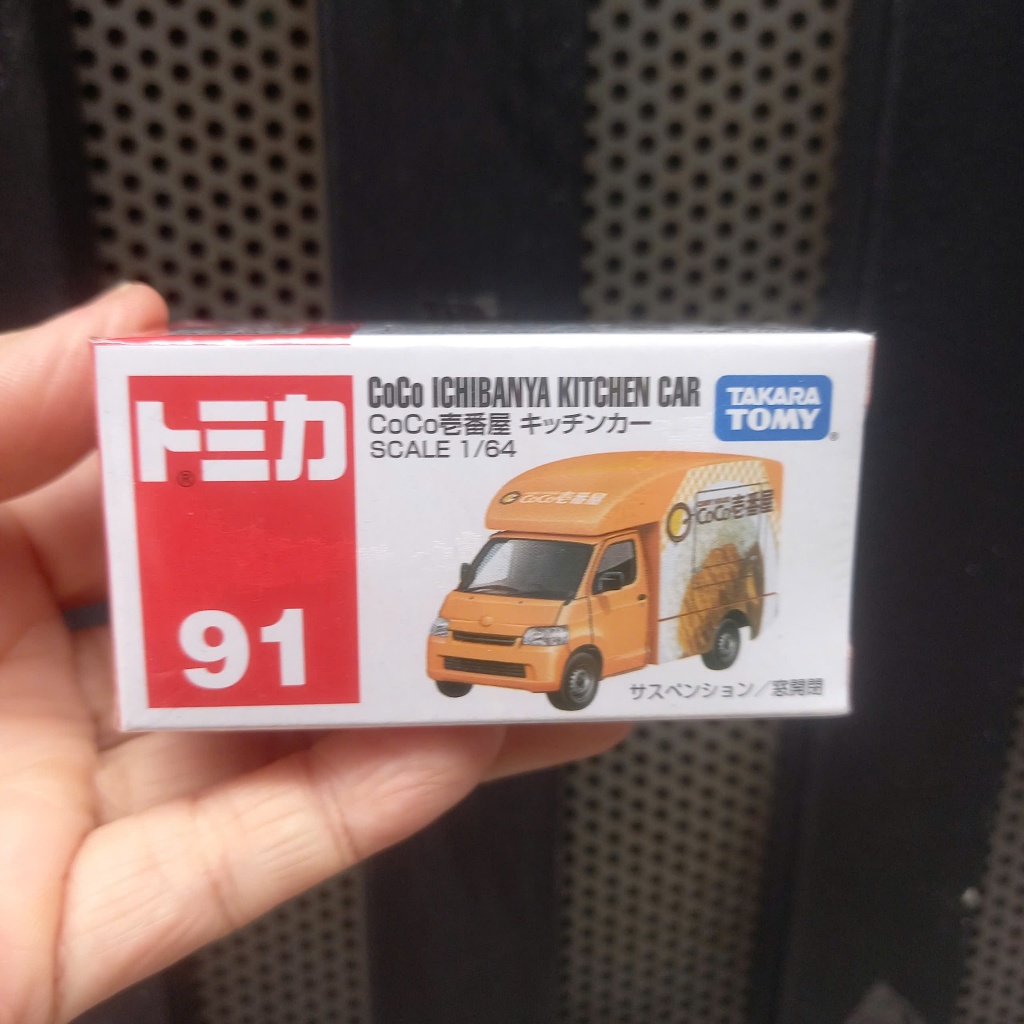 トミカ
®
91
CoCo ICHIBANYA KITCHEN CAR
CoCo壱番屋 キッチンカー
SCALE 1/64
TAKARA
TOMY
®
CoCo壱番屋
CoCo壱番屋
サスペンション/窓開閉